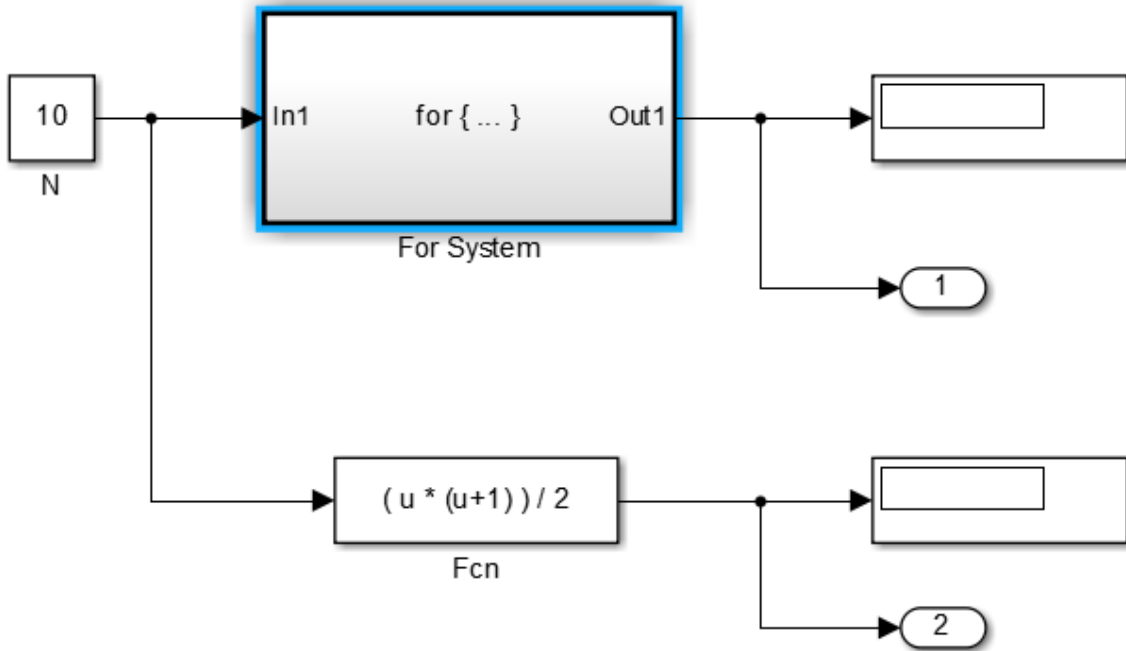 10
N
In1
for { ... }
Out1
For System
1
( u * (u+1) ) / 2
Fcn
2